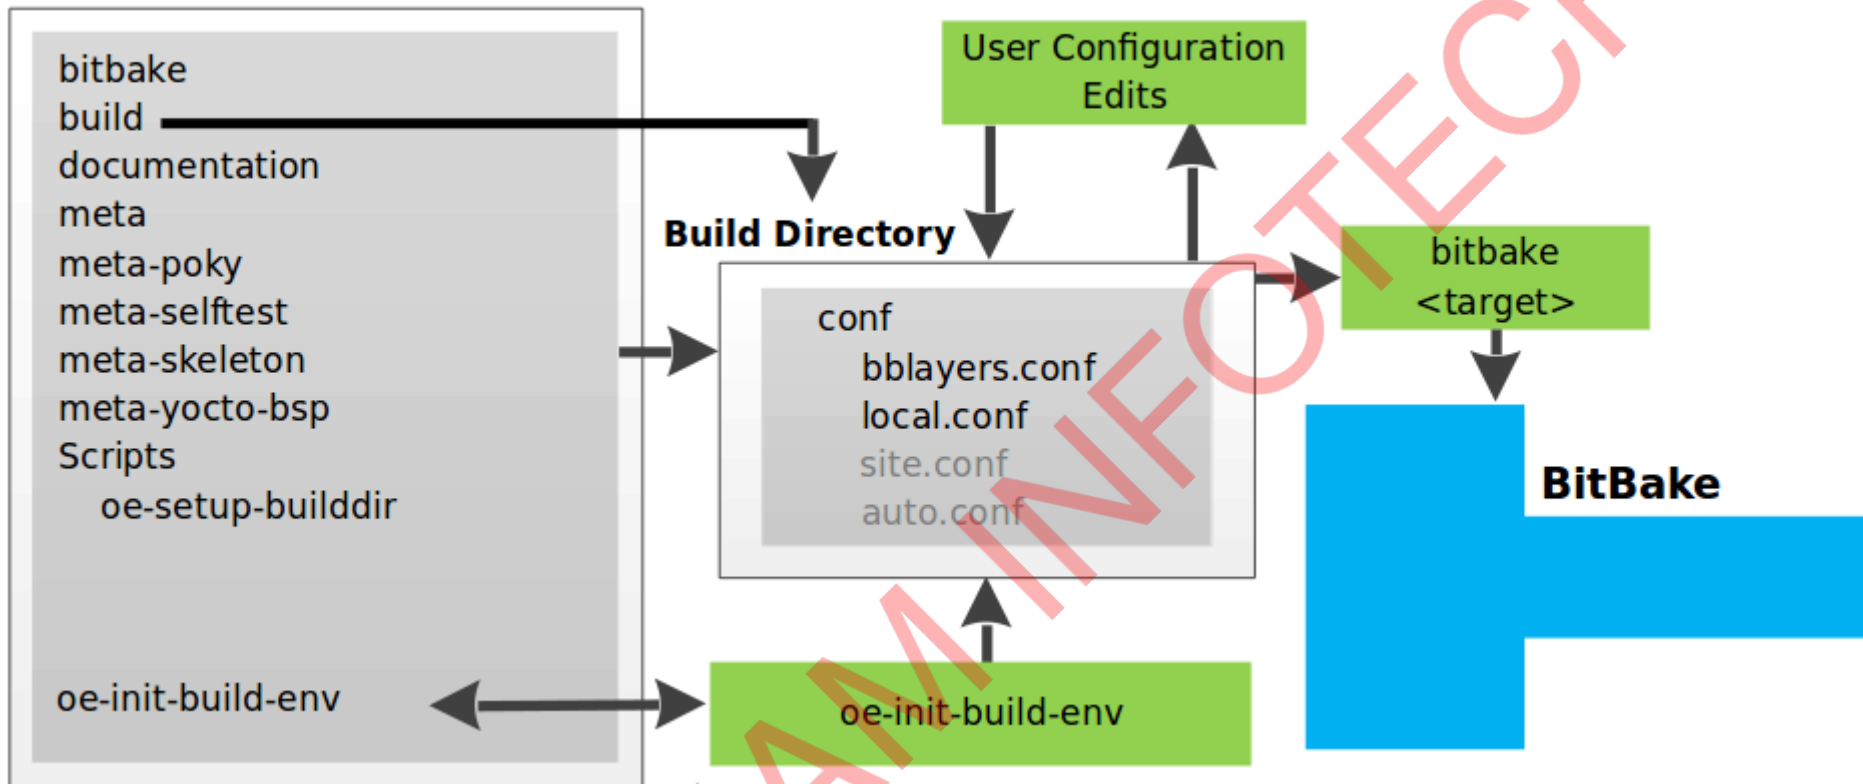 bitbake
build
documentation
meta
meta-poky
meta-selftest
meta-skeleton
meta-yocto-bsp
Scripts
oe-setup-builddir
oe-init-build-env
User Configuration
Edits
Build Directory
conf
bblayers.conf
local.conf
site.conf
auto.conf
oe-init-build-env
bitbake
<target>
BitBake
AM INFOTECH